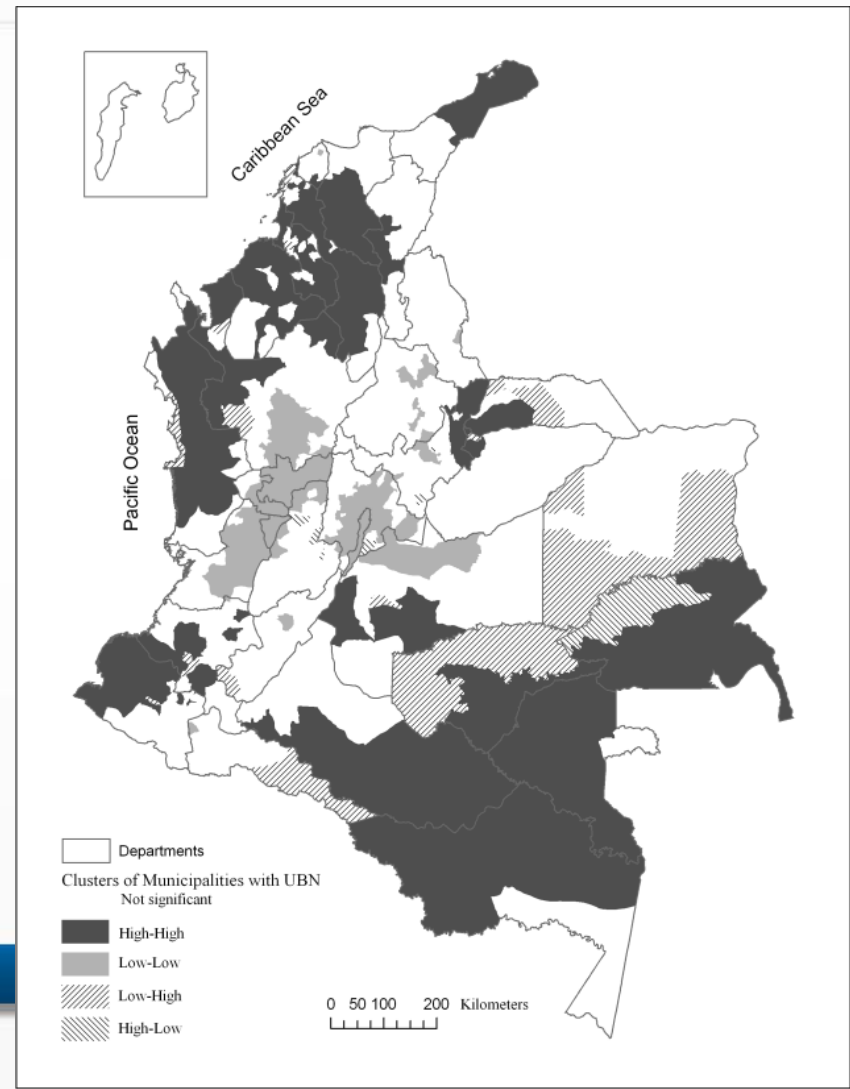 Caribbean Sea
Pacific Ocean
Departments
Clusters of Municipalities with UBN
Not significant
High-High
Low-Low
Low-High
High-Low
0 50 100 200 Kilometers